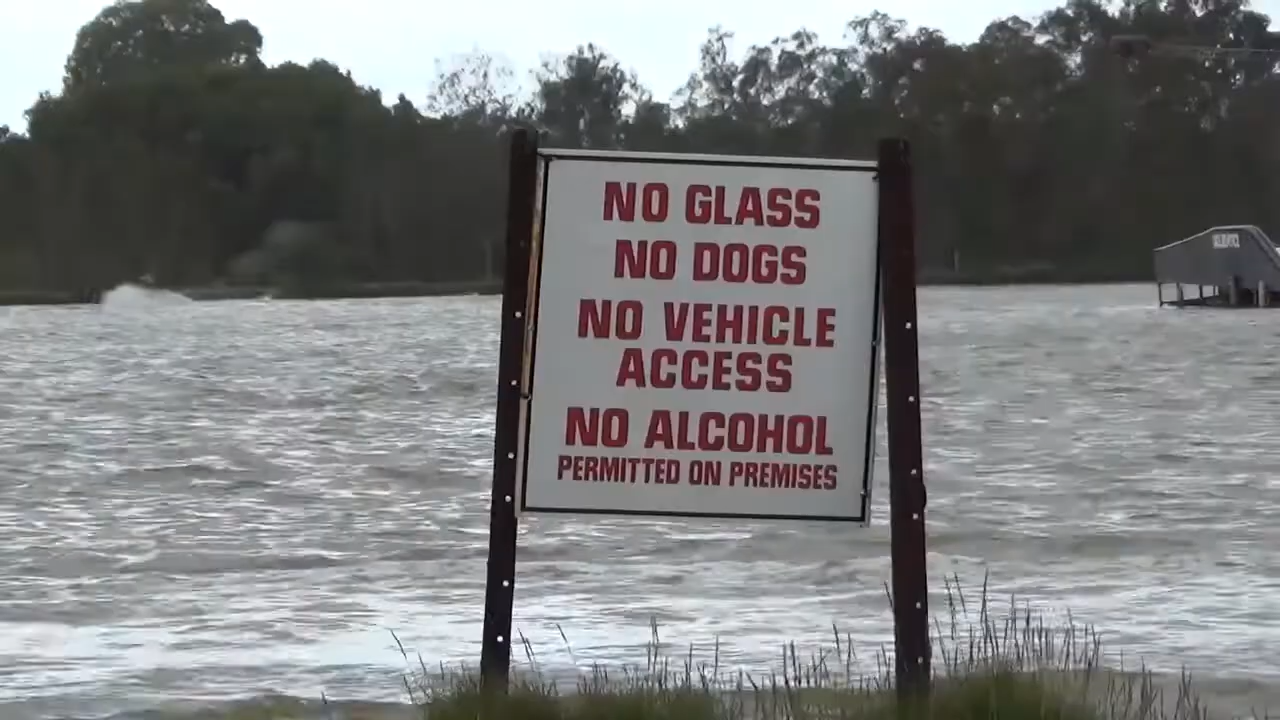 NO GLASS
NO DOGS
NO VEHICLE
ACCESS
NO ALCOHOL
PERMITTED ON PREMISES